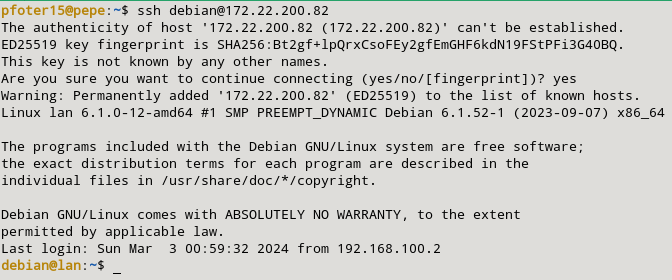 pfoter15@pepe:~$ ssh debian@172.22.200.82
The authenticity of host '172.22.200.82 (172.22.200.82)' can't be established.
ED25519 key fingerprint is SHA256:Bt2gf+lpQrxCsoFEy2gfEmGHF6kdN19FStPFi3G40BQ.
This key is not known by any other names.
Are you sure you want to continue connecting (yes/no/[fingerprint])? yes
Warning: Permanently added '172.22.200.82' (ED25519) to the list of known hosts.
Linux lan 6.1.0-12-amd64 #1 SMP PREEMPT_DYNAMIC Debian 6.1.52-1 (2023-09-07) x86_64

The programs included with the Debian GNU/Linux system are free software;
the exact distribution terms for each program are described in the
individual files in /usr/share/doc/*/copyright.

Debian GNU/Linux comes with ABSOLUTELY NO WARRANTY, to the extent
permitted by applicable law.
Last login: Sun Mar  3 00:59:32 2024 from 192.168.100.2
debian@lan:~$ _